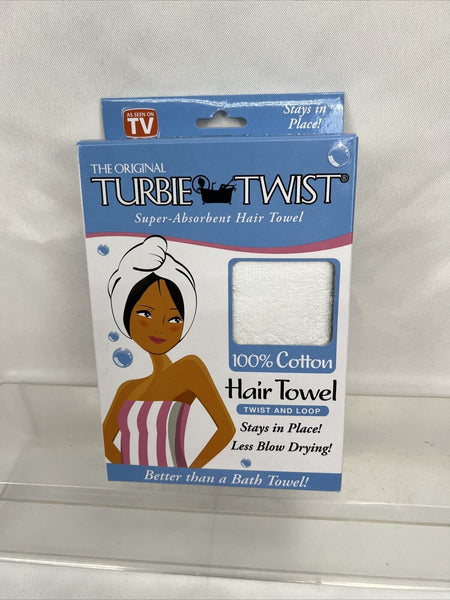 AS SEEN ON
TV
Stays in
Place!
THE ORIGINAL
TURBIE TWIST®
Super-Absorbent Hair Towel
100% Cotton
Hair Towel
TWIST AND LOOP
Stays in Place!
Less Blow Drying!
Better than a Bath Towel!